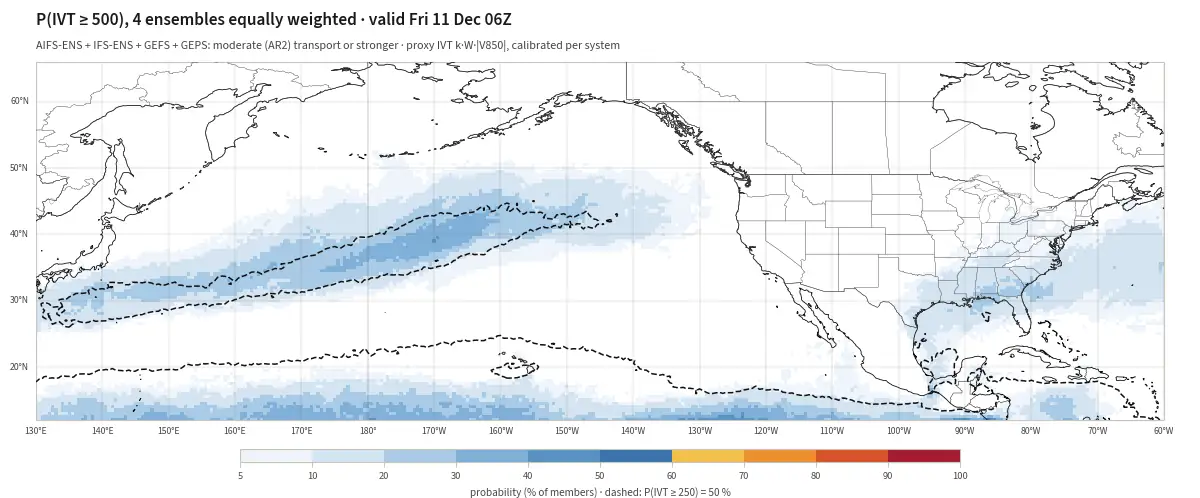 P(IVT ≥ 500), 4 ensembles equally weighted · valid Fri 11 Dec 06Z
AIFS-ENS + IFS-ENS + GEFS + GEPS: moderate (AR2) transport or stronger · proxy IVT k·W·|V850|, calibrated per system
60°N
50°N
40°N
30°N
20°N
130°E 140°E 150°E 160°E 170°E 180° 170°W 160°W 150°W 140°W 130°W 120°W 110°W 100°W 90°W 80°W 70°W 60°W
5 10 20 30 40 50 60 70 80 90 100
probability (% of members) · dashed: P(IVT ≥ 250) = 50 %